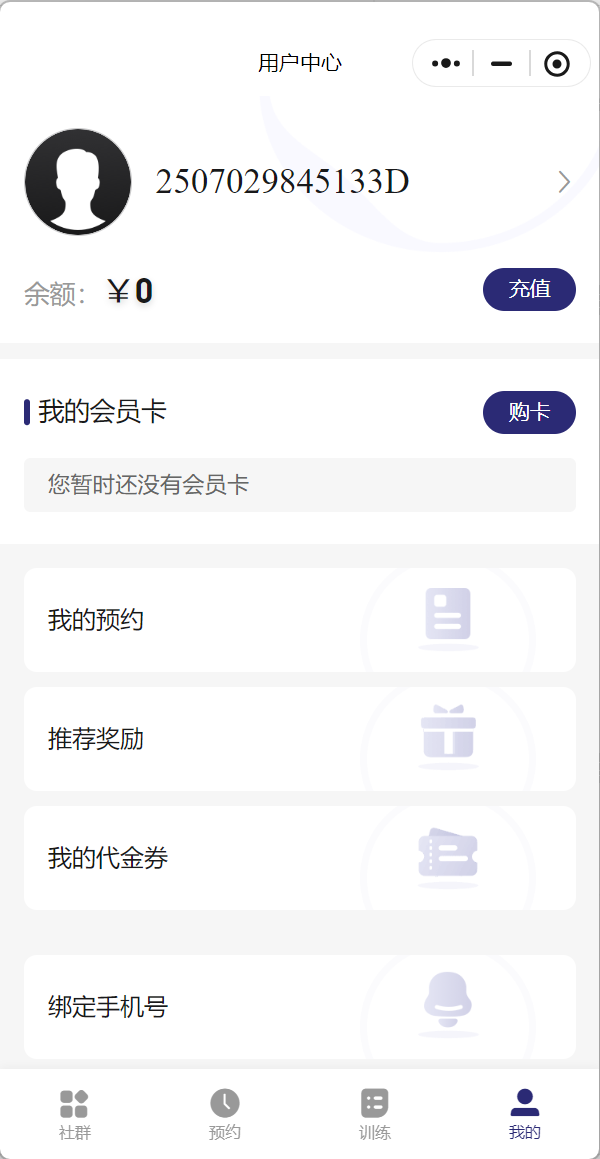 用户中心
2507029845133D
余额: ￥0
充值
我的会员卡
购卡
您暂时还没有会员卡
我的预约
推荐奖励
我的代金券
绑定手机号
社群
预约
训练
我的